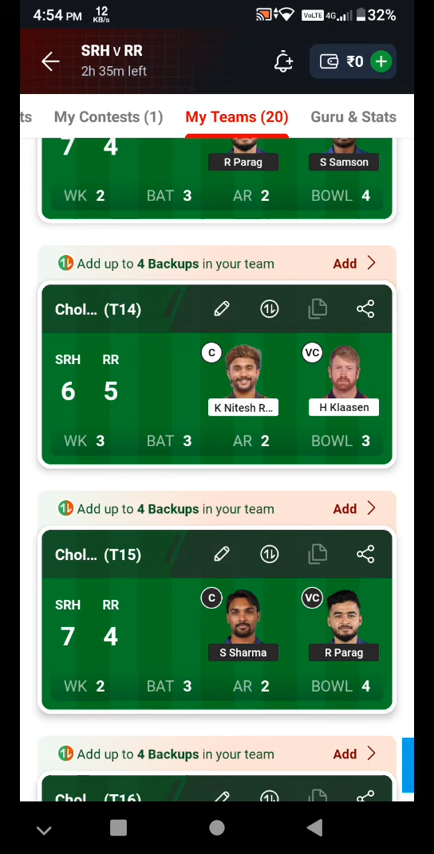 4:54 PM 12 KB/s VoLTE 4G 32%
SRH v RR
2h 35m left
₹0
ts My Contests (1) My Teams (20) Guru & Stats
7 4
R Parag S Samson
WK 2 BAT 3 AR 2 BOWL 4
Add up to 4 Backups in your team Add
Chol... (T14)
C VC
SRH RR
6 5
K Nitesh R... H Klaasen
WK 3 BAT 3 AR 2 BOWL 3
Add up to 4 Backups in your team Add
Chol... (T15)
C VC
SRH RR
7 4
S Sharma R Parag
WK 2 BAT 3 AR 2 BOWL 4
Add up to 4 Backups in your team Add
Chol... (T16)